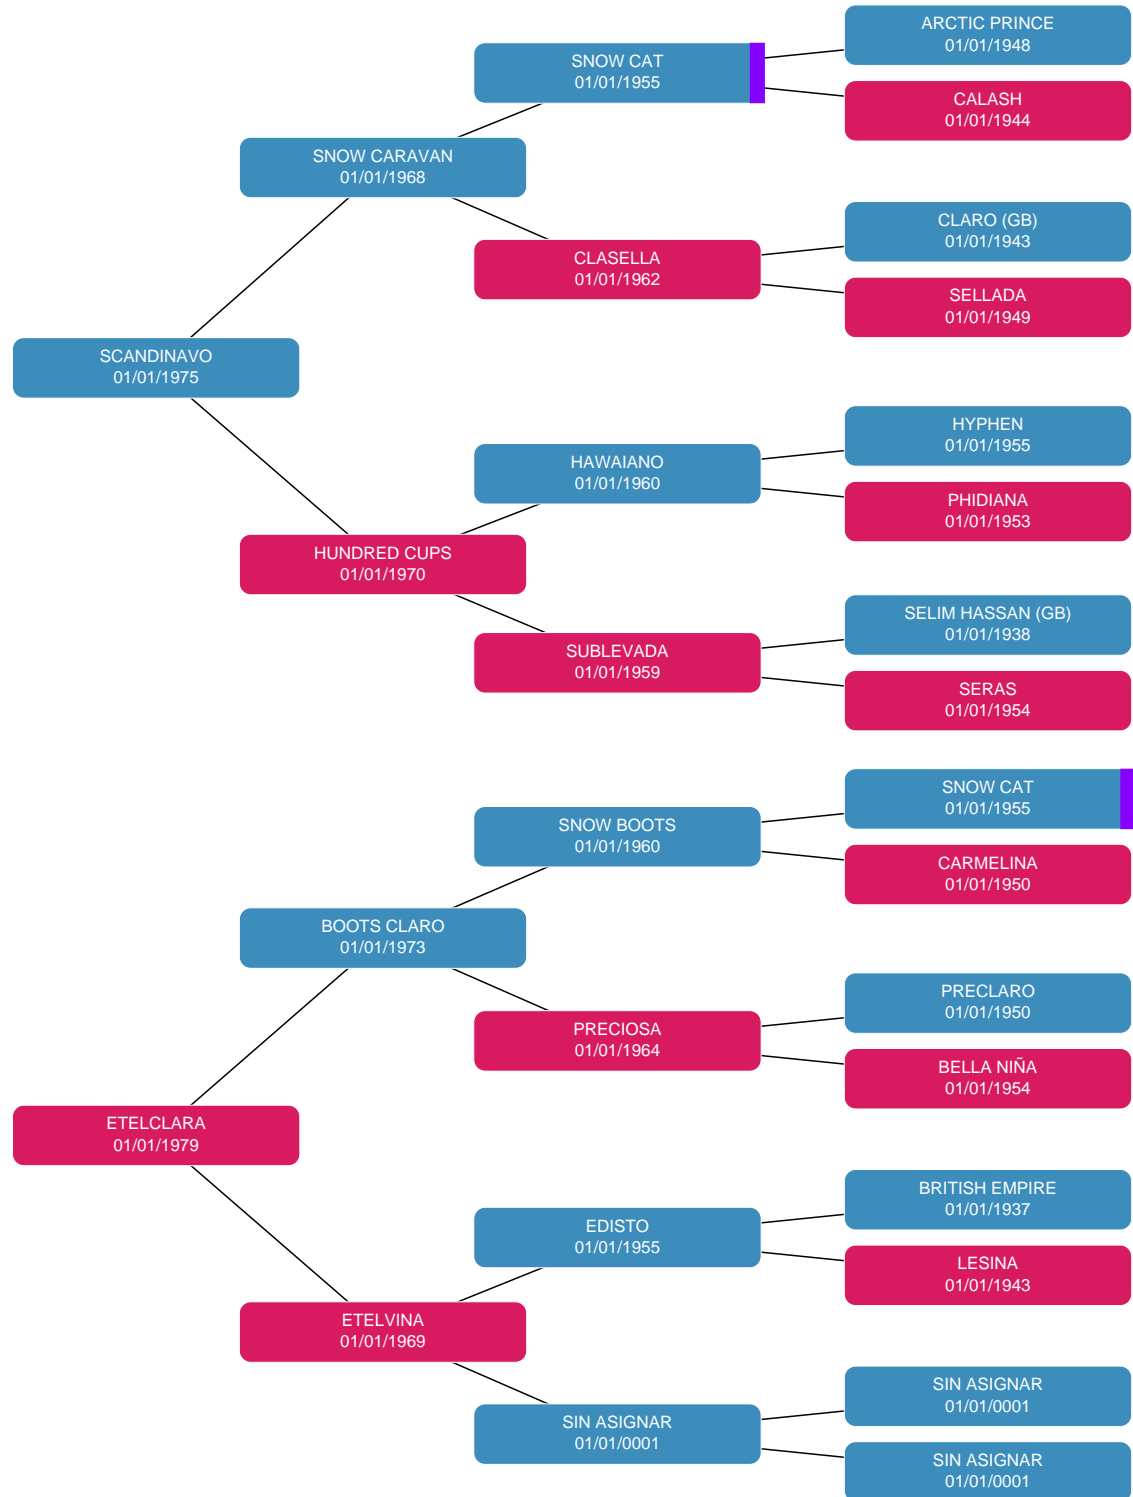 ARCTIC PRINCE
01/01/1948
SNOW CAT
01/01/1955
CALASH
01/01/1944
SNOW CARAVAN
01/01/1968
CLARO (GB)
01/01/1943
CLASELLA
01/01/1962
SELLADA
01/01/1949
SCANDINAVO
01/01/1975
HYPHEN
01/01/1955
HAWAIANO
01/01/1960
PHIDIANA
01/01/1953
HUNDRED CUPS
01/01/1970
SELIM HASSAN (GB)
01/01/1938
SUBLEVADA
01/01/1959
SERAS
01/01/1954
SNOW CAT
01/01/1955
SNOW BOOTS
01/01/1960
CARMELINA
01/01/1950
BOOTS CLARO
01/01/1973
PRECLARO
01/01/1950
PRECIOSA
01/01/1964
BELLA NIÑA
01/01/1954
ETELCLARA
01/01/1979
BRITISH EMPIRE
01/01/1937
EDISTO
01/01/1955
LESINA
01/01/1943
ETELVINA
01/01/1969
SIN ASIGNAR
01/01/0001
SIN ASIGNAR
01/01/0001
SIN ASIGNAR
01/01/0001